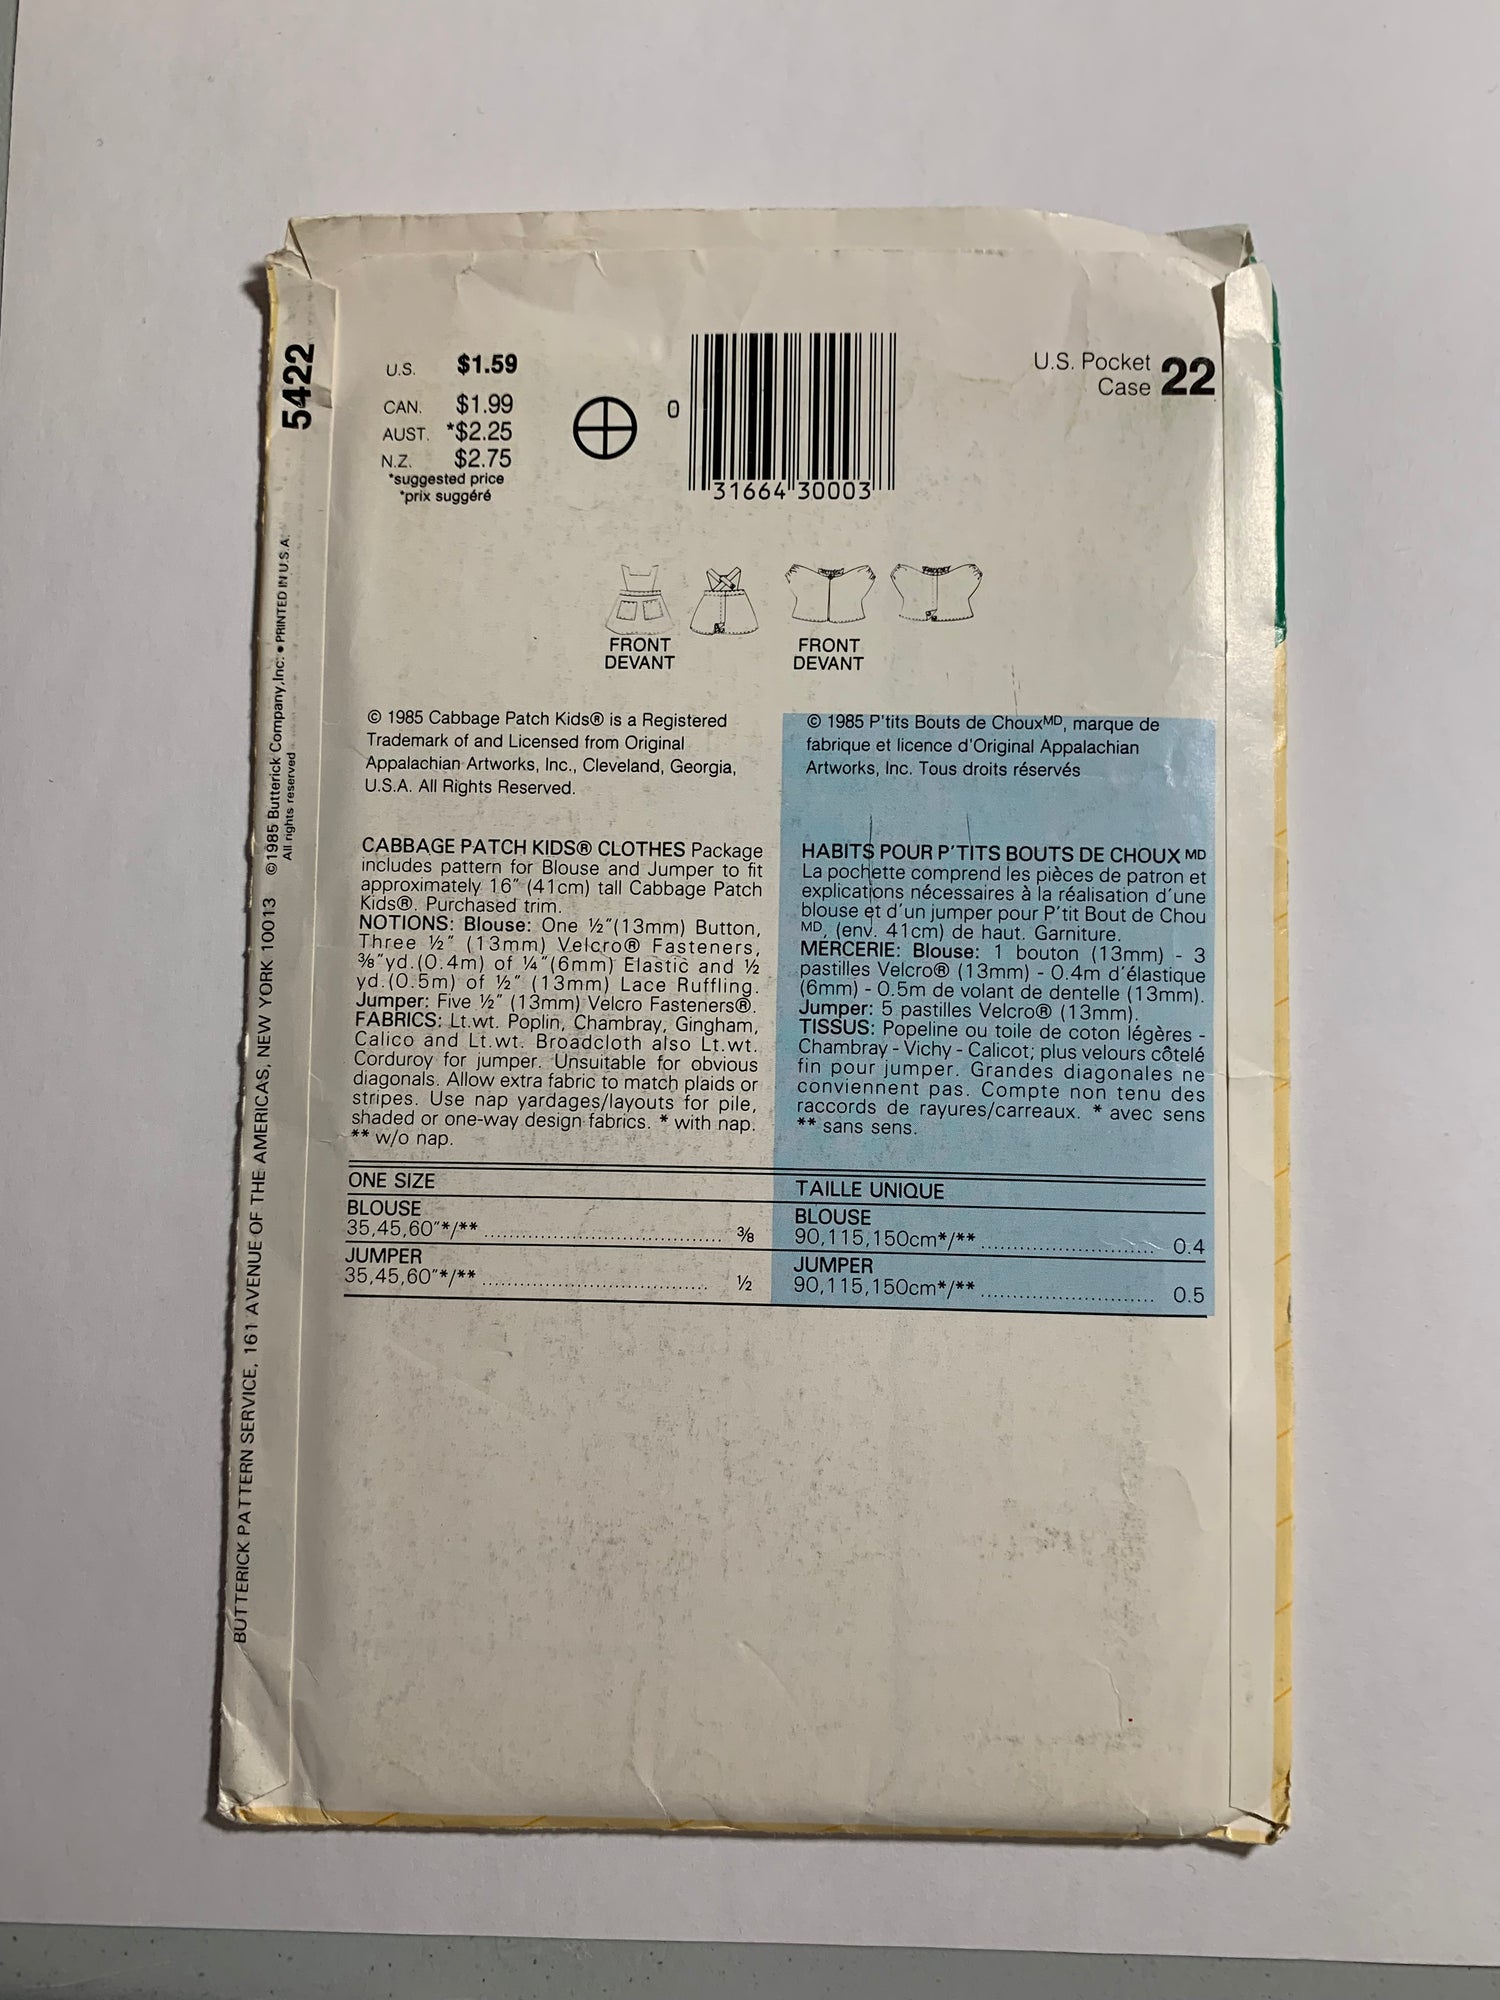 5422
U.S. $1.59
CAN. $1.99
AUST. *$2.25
N.Z. $2.75
*suggested price
*prix suggéré
0
31664 30003
U.S. Pocket
Case 22
FRONT
DEVANT
FRONT
DEVANT
© 1985 Cabbage Patch Kids® is a Registered
Trademark of and Licensed from Original
Appalachian Artworks, Inc., Cleveland, Georgia,
U.S.A. All Rights Reserved.
CABBAGE PATCH KIDS® CLOTHES Package
includes pattern for Blouse and Jumper to fit
approximately 16" (41cm) tall Cabbage Patch
Kids®. Purchased trim.
NOTIONS: Blouse: One ½"(13mm) Button,
Three ½" (13mm) Velcro® Fasteners,
⅜"yd.(0.4m) of ¼"(6mm) Elastic and ½
yd.(0.5m) of ½" (13mm) Lace Ruffling.
Jumper: Five ½" (13mm) Velcro Fasteners®.
FABRICS: Lt.wt. Poplin, Chambray, Gingham,
Calico and Lt.wt. Broadcloth also Lt.wt.
Corduroy for jumper. Unsuitable for obvious
diagonals. Allow extra fabric to match plaids or
stripes. Use nap yardages/layouts for pile,
shaded or one-way design fabrics. * with nap.
** w/o nap.
ONE SIZE
BLOUSE
35,45,60"*/** ........................................ ⅜
JUMPER
35,45,60"*/** ...................................... ½
© 1985 P'tits Bouts de Choux MD, marque de
fabrique et licence d'Original Appalachian
Artworks, Inc. Tous droits réservés
HABITS POUR P'TITS BOUTS DE CHOUX MD
La pochette comprend les pièces de patron et
explications nécessaires à la réalisation d'une
blouse et d'un jumper pour P'tit Bout de Chou
MD, (env. 41cm) de haut. Garniture.
MERCERIE: Blouse: 1 bouton (13mm) - 3
pastilles Velcro® (13mm) - 0.4m d'élastique
(6mm) - 0.5m de volant de dentelle (13mm).
Jumper: 5 pastilles Velcro® (13mm).
TISSUS: Popeline ou toile de coton légères -
Chambray - Vichy - Calicot; plus velours côtelé
fin pour jumper. Grandes diagonales ne
conviennent pas. Compte non tenu des
raccords de rayures/carreaux. * avec sens
** sans sens.
TAILLE UNIQUE
BLOUSE
90,115,150cm*/** ............................. 0.4
JUMPER
90,115,150cm*/** ............................. 0.5
BUTTERICK PATTERN SERVICE, 161 AVENUE OF THE AMERICAS, NEW YORK 10013 ©1985 Butterick Company,Inc. • PRINTED IN U.S.A.
All rights reserved